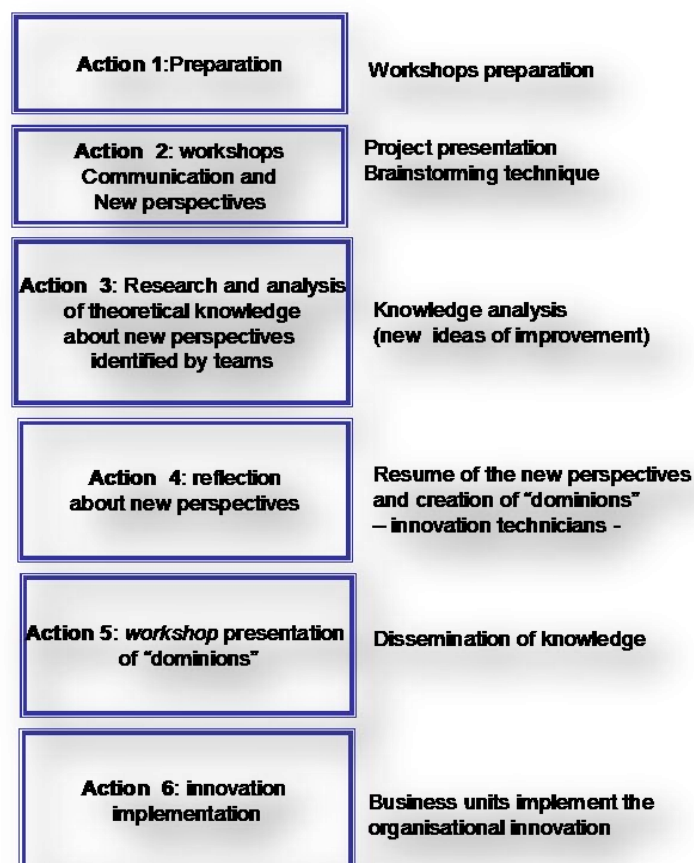 Action 1:Preparation
Workshops preparation
Action 2: workshops
Communication and
New perspectives
Project presentation
Brainstorming technique
Action 3: Research and analysis
of theoretical knowledge
about new perspectives
identified by teams
Knowledge analysis
(new ideas of improvement)
Action 4: reflection
about new perspectives
Resume of the new perspectives
and creation of “dominions”
– innovation technicians -
Action 5: workshop presentation
of “dominions”
Dissemination of knowledge
Action 6: innovation
implementation
Business units implement the
organisational innovation